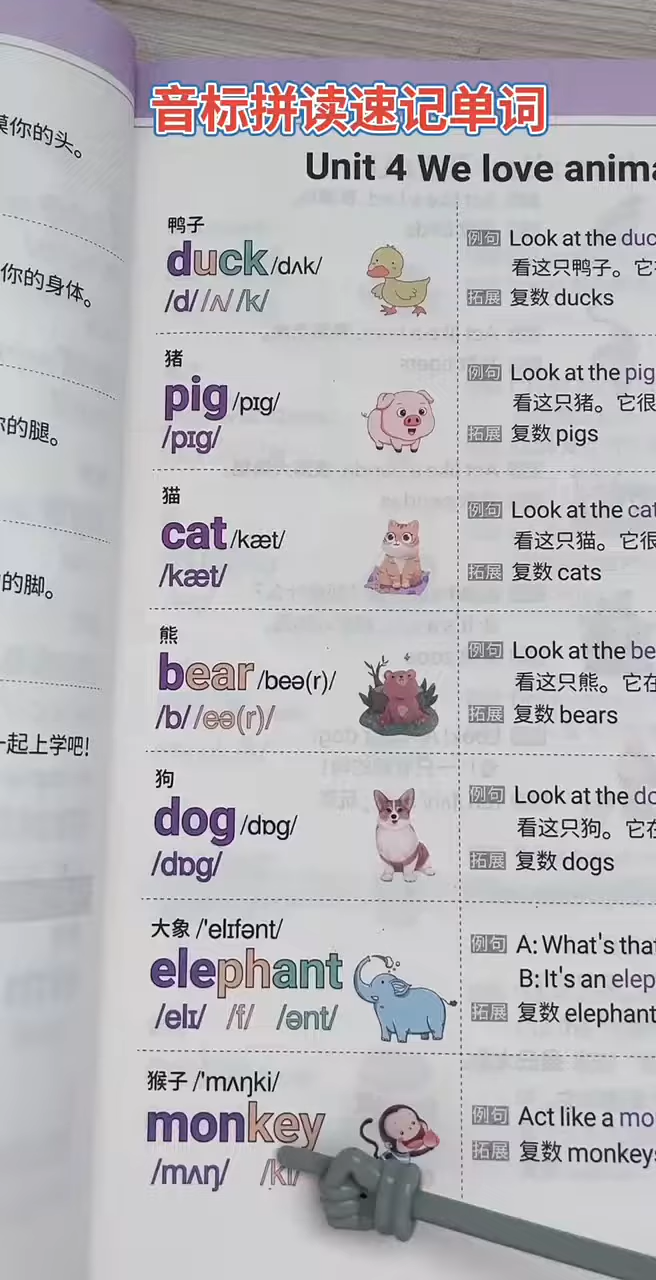 音标拼读速记单词
摸你的头。
你的身体。
你的腿。
的脚。
一起上学吧!
Unit 4 We love anima
鸭子
duck /dʌk/
/d/ /ʌ/ /k/
例句 Look at the duc
看这只鸭子。它
拓展 复数 ducks
猪
pig /pɪg/
/pɪg/
例句 Look at the pig
看这只猪。它很
拓展 复数 pigs
猫
cat /kæt/
/kæt/
例句 Look at the cat
看这只猫。它很
拓展 复数 cats
熊
bear /beə(r)/
/b/ /eə(r)/
例句 Look at the be
看这只熊。它在
拓展 复数 bears
狗
dog /dɒg/
/dɒg/
例句 Look at the do
看这只狗。它在
拓展 复数 dogs
大象 /'elɪfənt/
elephant
/elɪ/ /f/ /ənt/
例句 A: What's that
B: It's an elep
拓展 复数 elephant
猴子 /'mʌŋki/
monkey
/mʌŋ/ /ki/
例句 Act like a mo
拓展 复数 monkeys